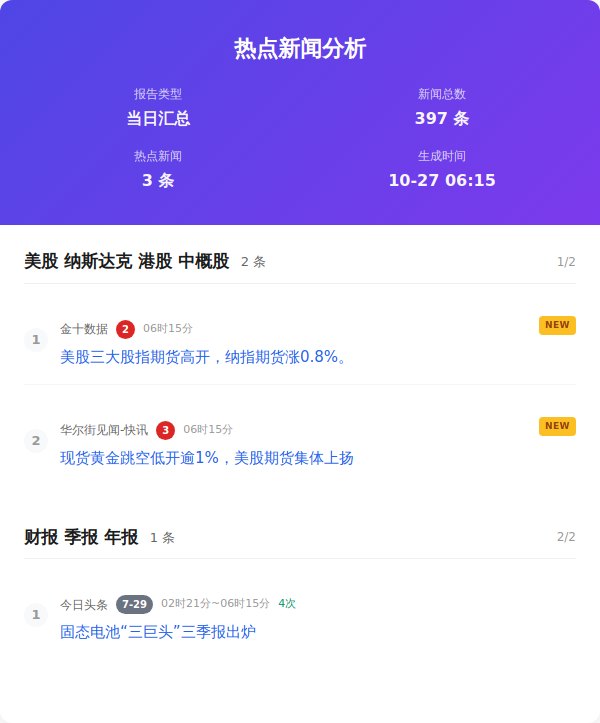 热点新闻分析
报告类型 新闻总数
当日汇总 397 条
热点新闻 生成时间
3 条 10-27 06:15
美股 纳斯达克 港股 中概股 2 条 1/2
1 金十数据 2 06时15分 NEW
美股三大股指期货高开，纳指期货涨0.8%。
2 华尔街见闻-快讯 3 06时15分 NEW
现货黄金跳空低开逾1%，美股期货集体上扬
财报 季报 年报 1 条 2/2
1 今日头条 7-29 02时21分~06时15分 4次
固态电池“三巨头”三季报出炉